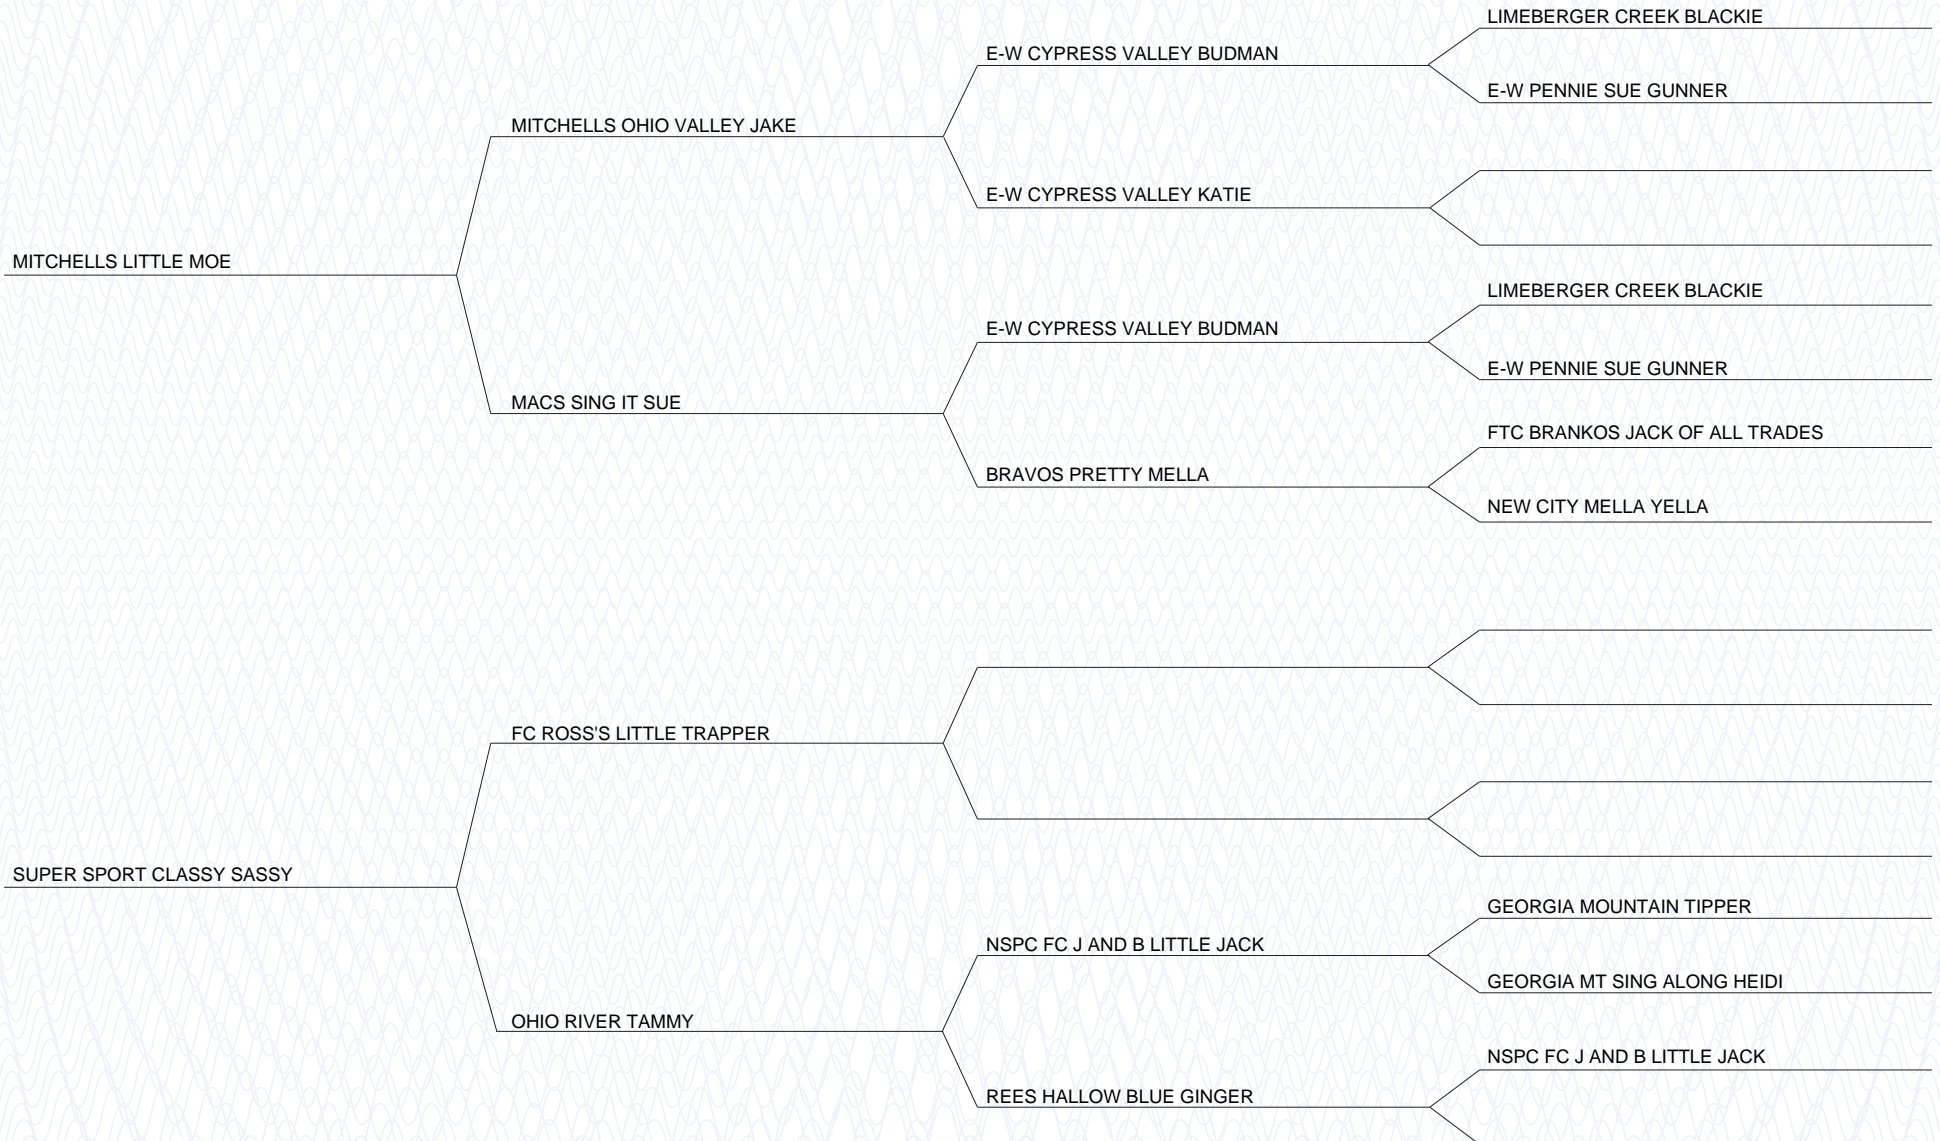 LIMEBERGER CREEK BLACKIE
E-W CYPRESS VALLEY BUDMAN
E-W PENNIE SUE GUNNER
MITCHELLS OHIO VALLEY JAKE
E-W CYPRESS VALLEY KATIE
MITCHELLS LITTLE MOE
LIMEBERGER CREEK BLACKIE
E-W CYPRESS VALLEY BUDMAN
E-W PENNIE SUE GUNNER
MACS SING IT SUE
FTC BRANKOS JACK OF ALL TRADES
BRAVOS PRETTY MELLA
NEW CITY MELLA YELLA
FC ROSS'S LITTLE TRAPPER
SUPER SPORT CLASSY SASSY
GEORGIA MOUNTAIN TIPPER
NSPC FC J AND B LITTLE JACK
GEORGIA MT SING ALONG HEIDI
OHIO RIVER TAMMY
NSPC FC J AND B LITTLE JACK
REES HALLOW BLUE GINGER